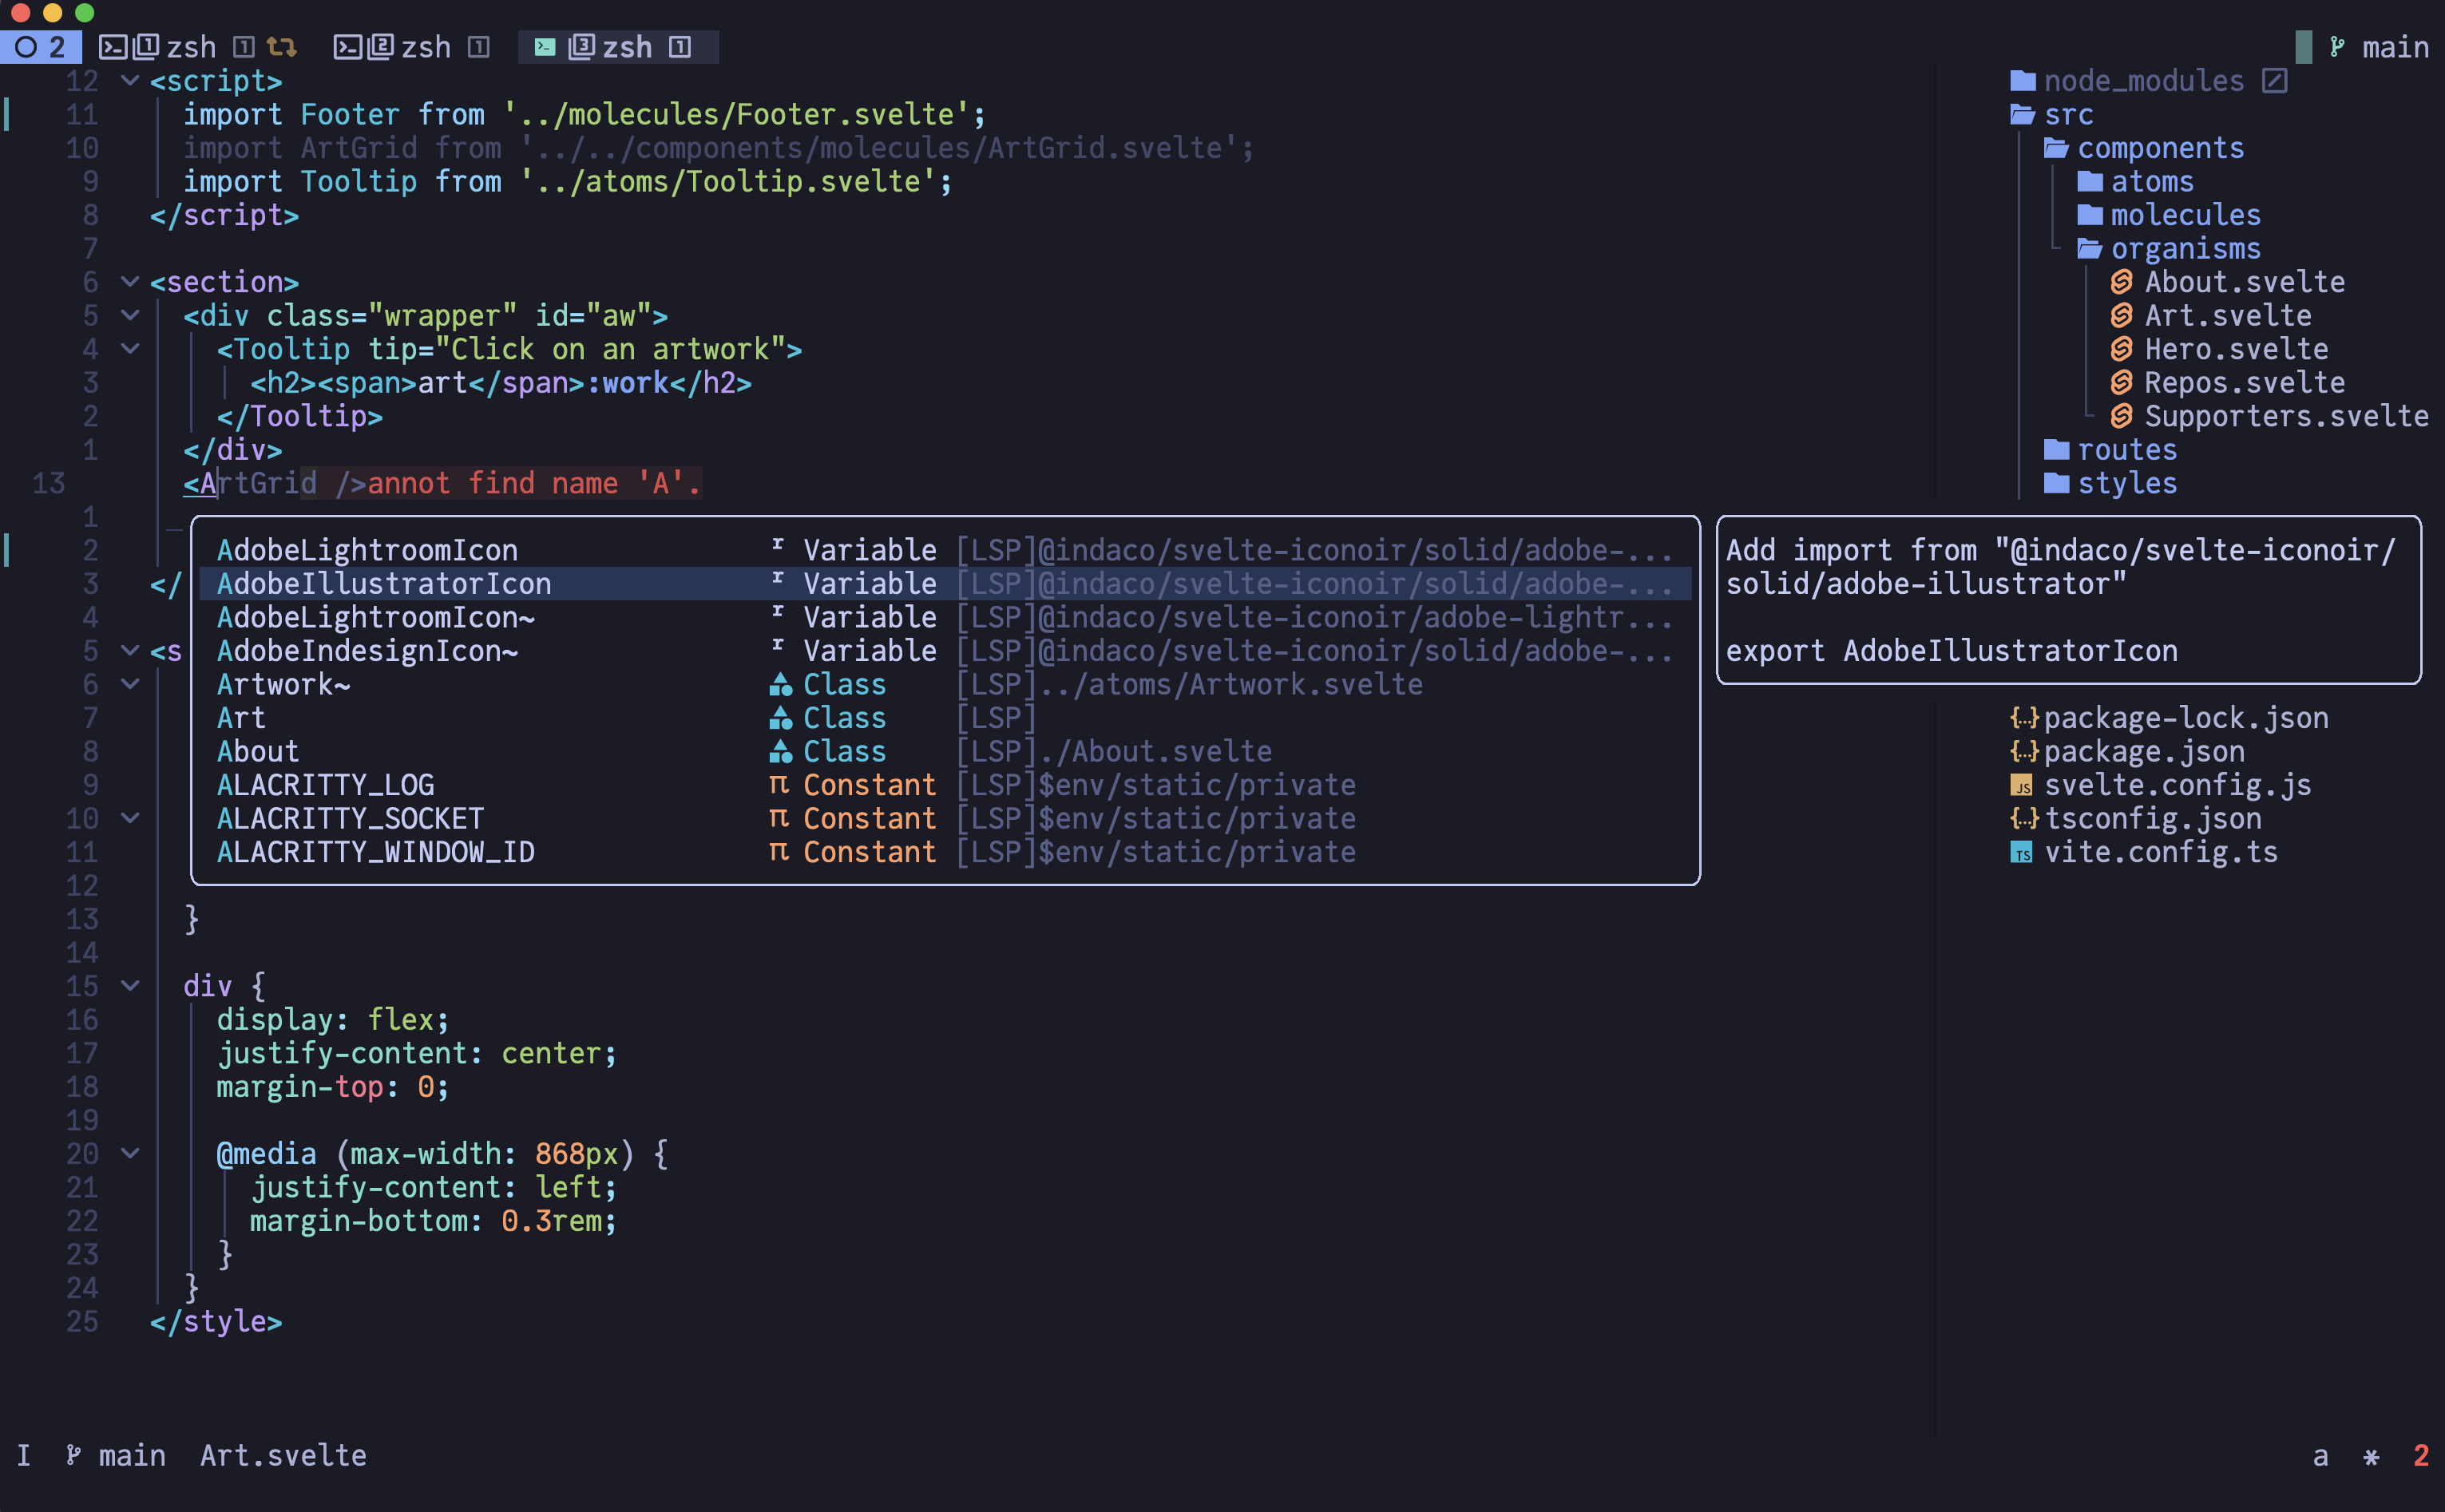 2 zsh 1 zsh 1 zsh 1 main
12 <script>
11 import Footer from '../molecules/Footer.svelte';
10 import ArtGrid from '../../components/molecules/ArtGrid.svelte';
9 import Tooltip from '../atoms/Tooltip.svelte';
8 </script>
7
6 <section>
5 <div class="wrapper" id="aw">
4 <Tooltip tip="Click on an artwork">
3 <h2><span>art</span>:work</h2>
2 </Tooltip>
1 </div>
13 <ArtGrid />annot find name 'A'.
1
2
3 </
4
5 <s
6
7
8
9
10
11
12
13 }
14
15 div {
16 display: flex;
17 justify-content: center;
18 margin-top: 0;
19
20 @media (max-width: 868px) {
21 justify-content: left;
22 margin-bottom: 0.3rem;
23 }
24 }
25 </style>
AdobeLightroomIcon Variable [LSP]@indaco/svelte-iconoir/solid/adobe-...
AdobeIllustratorIcon Variable [LSP]@indaco/svelte-iconoir/solid/adobe-...
AdobeLightroomIcon~ Variable [LSP]@indaco/svelte-iconoir/adobe-lightr...
AdobeIndesignIcon~ Variable [LSP]@indaco/svelte-iconoir/solid/adobe-...
Artwork~ Class [LSP]../atoms/Artwork.svelte
Art Class [LSP]
About Class [LSP]./About.svelte
ALACRITTY_LOG π Constant [LSP]$env/static/private
ALACRITTY_SOCKET π Constant [LSP]$env/static/private
ALACRITTY_WINDOW_ID π Constant [LSP]$env/static/private
Add import from "@indaco/svelte-iconoir/
solid/adobe-illustrator"
export AdobeIllustratorIcon
node_modules
src
components
atoms
molecules
organisms
About.svelte
Art.svelte
Hero.svelte
Repos.svelte
Supporters.svelte
routes
styles
{…} package-lock.json
{…} package.json
JS svelte.config.js
{…} tsconfig.json
TS vite.config.ts
I main Art.svelte a * 2